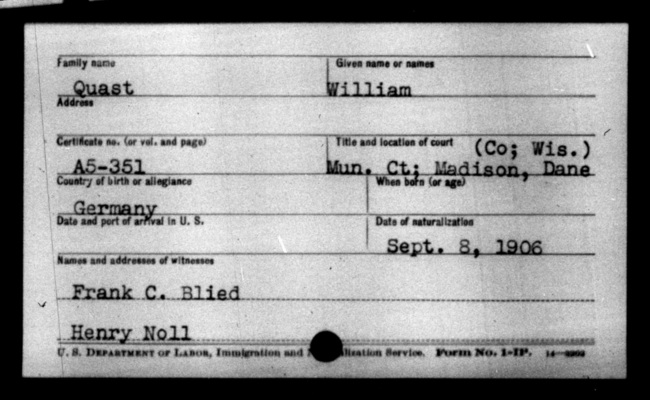 Family name Given name or names
Quast William
Address
Certificate no. (or vol. and page) Title and location of court (Co; Wis.)
A5-351 Mun. Ct; Madison, Dane
Country of birth or allegiance When born (or age)
Germany
Date and port of arrival in U. S. Date of naturalization
Sept. 8, 1906
Names and addresses of witnesses
Frank C. Blied
Henry Noll
U. S. DEPARTMENT OF LABOR, Immigration and Service. Form No. 1-IP.